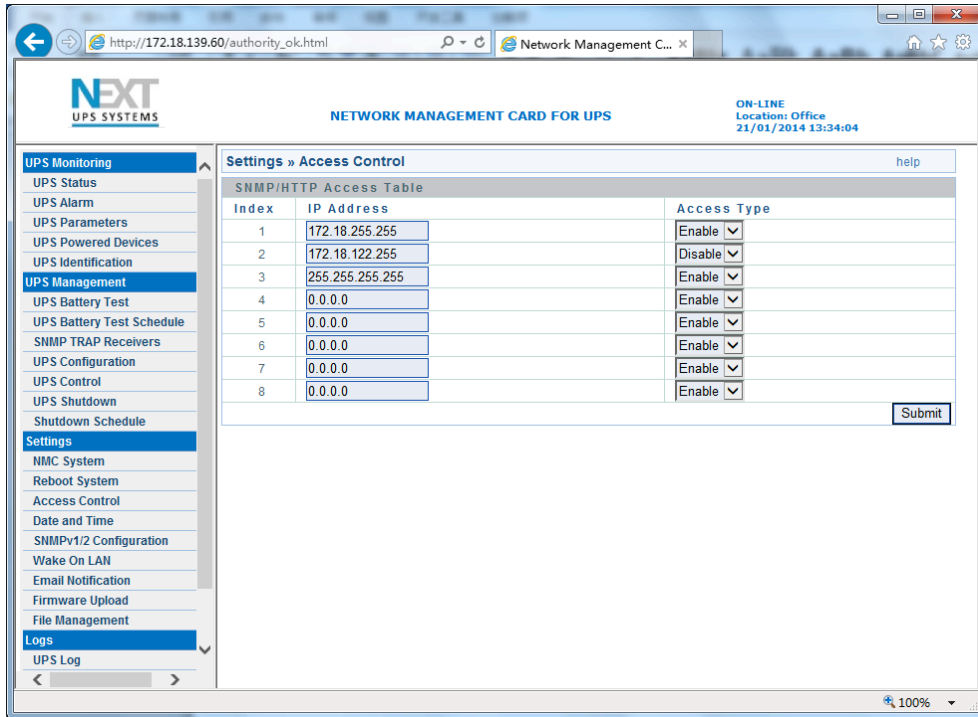 http://172.18.139.60/authority_ok.html
Network Management C...
NEXT
UPS SYSTEMS
NETWORK MANAGEMENT CARD FOR UPS
ON-LINE
Location: Office
21/01/2014 13:34:04
UPS Monitoring
UPS Status
UPS Alarm
UPS Parameters
UPS Powered Devices
UPS Identification
UPS Management
UPS Battery Test
UPS Battery Test Schedule
SNMP TRAP Receivers
UPS Configuration
UPS Control
UPS Shutdown
Shutdown Schedule
Settings
NMC System
Reboot System
Access Control
Date and Time
SNMPv1/2 Configuration
Wake On LAN
Email Notification
Firmware Upload
File Management
Logs
UPS Log
Settings » Access Control help
SNMP/HTTP Access Table
Index IP Address Access Type
1 172.18.255.255 Enable
2 172.18.122.255 Disable
3 255.255.255.255 Enable
4 0.0.0.0 Enable
5 0.0.0.0 Enable
6 0.0.0.0 Enable
7 0.0.0.0 Enable
8 0.0.0.0 Enable
Submit
100%